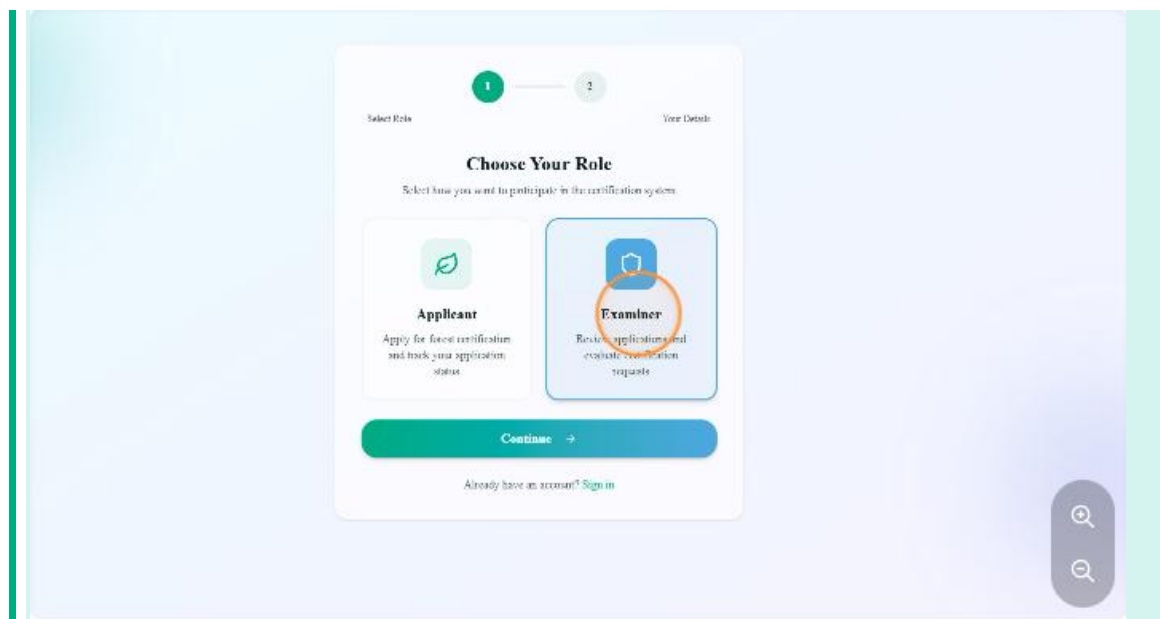 1
2
Select Role
Your Details
Choose Your Role
Select how you want to participate in the certification system
Applicant
Apply for forest certification
and track your application
status
Examiner
Review applications and
evaluate certification
requests
Continue →
Already have an account? Sign in